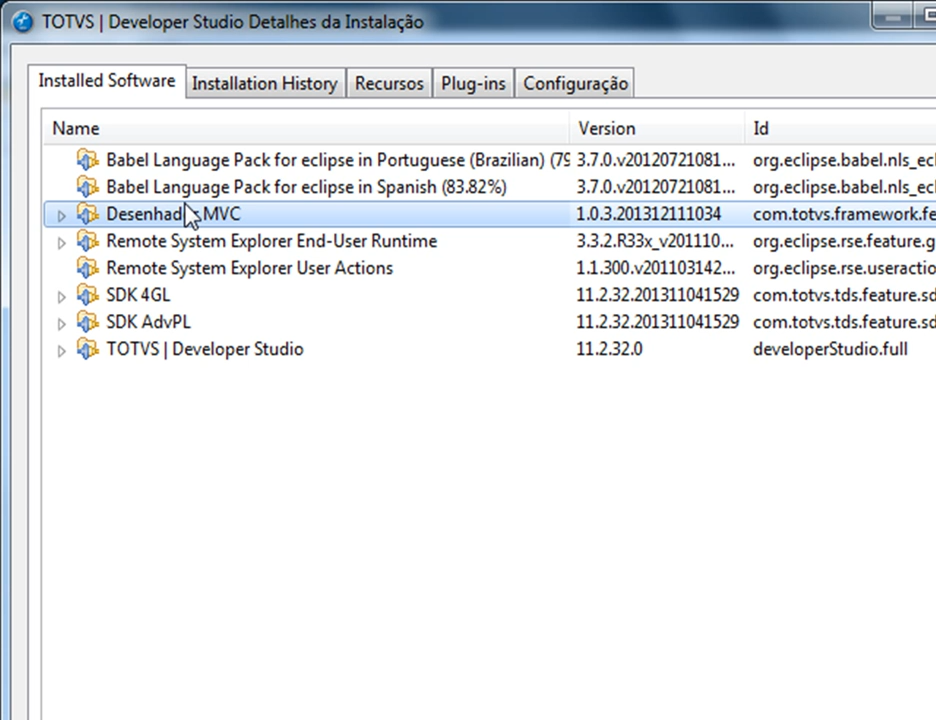 TOTVS | Developer Studio Detalhes da Instalação
Installed Software Installation History Recursos Plug-ins Configuração
Name Version Id
Babel Language Pack for eclipse in Portuguese (Brazilian) (79 3.7.0.v20120721081... org.eclipse.babel.nls_ecl
Babel Language Pack for eclipse in Spanish (83.82%) 3.7.0.v20120721081... org.eclipse.babel.nls_ecl
MVC 1.0.3.201312111034 com.totvs.framework.fe
Remote System Explorer End-User Runtime 3.3.2.R33x_v201110... org.eclipse.rse.feature.g
Remote System Explorer User Actions 1.1.300.v201103142... org.eclipse.rse.useractio
SDK 4GL 11.2.32.201311041529 com.totvs.tds.feature.sd
SDK AdvPL 11.2.32.201311041529 com.totvs.tds.feature.sd
TOTVS | Developer Studio 11.2.32.0 developerStudio.full